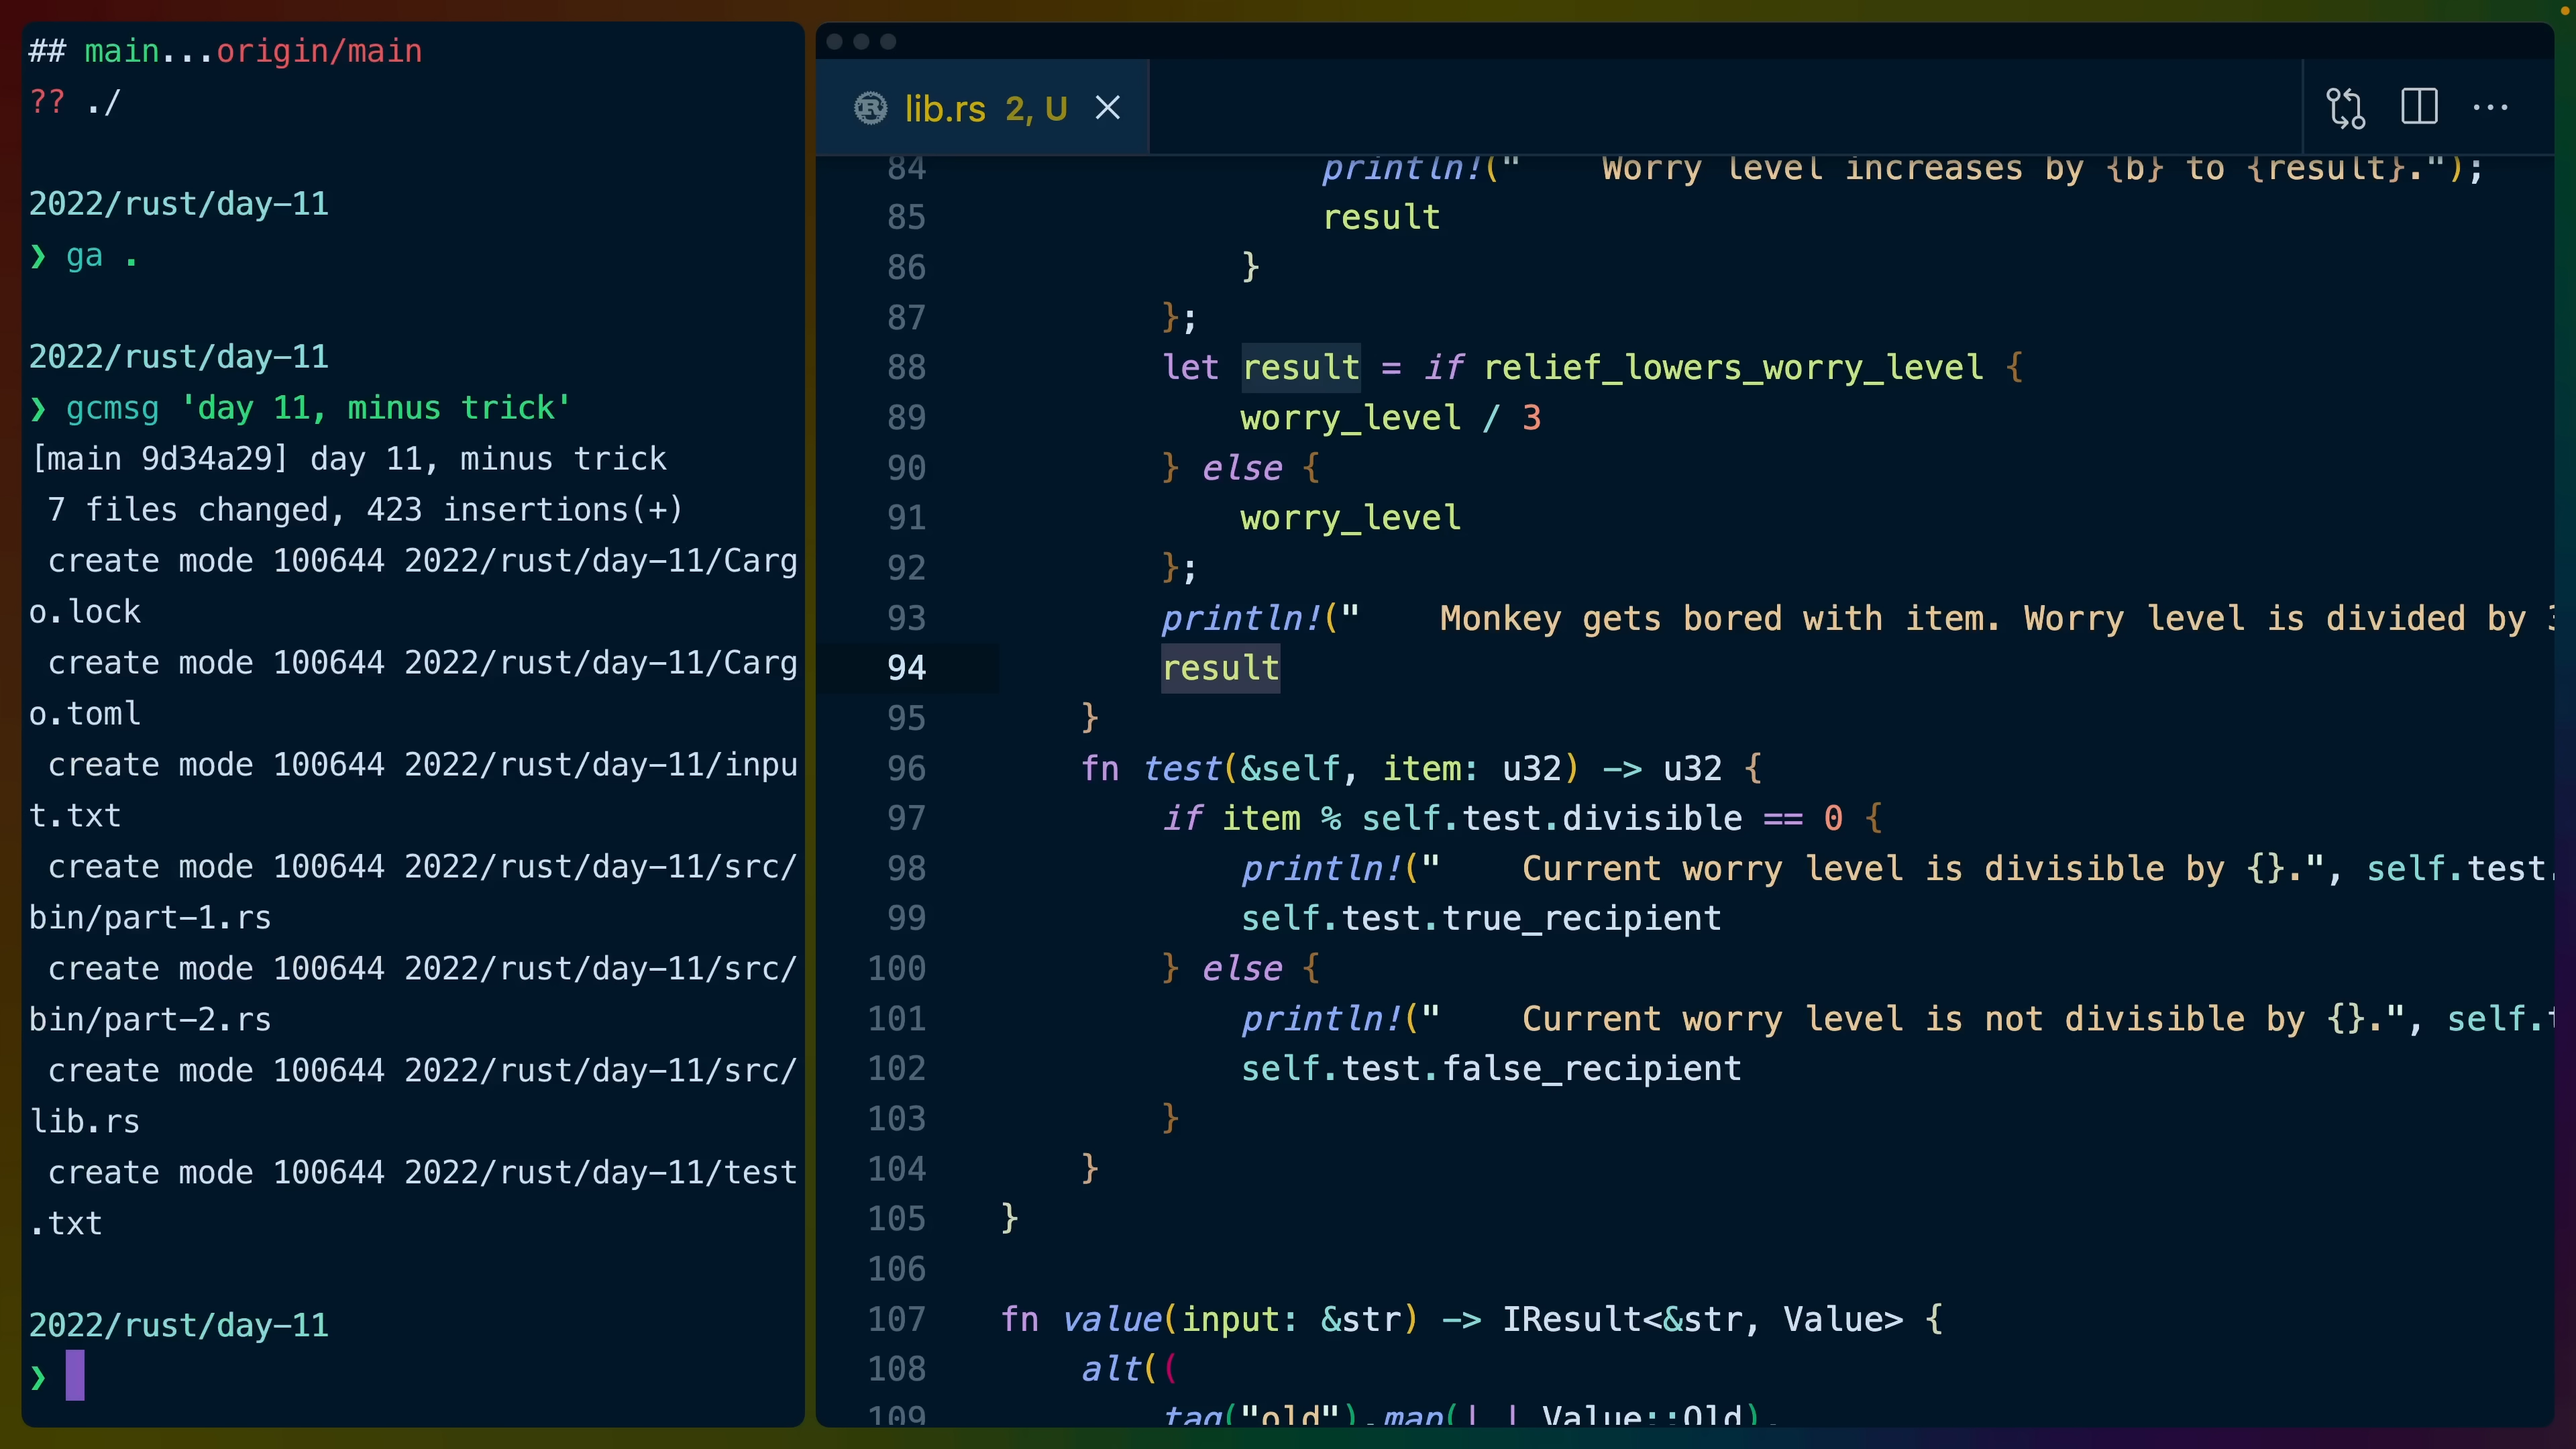 ## main...origin/main
?? ./
2022/rust/day-11
❯ ga .
2022/rust/day-11
❯ gcmsg 'day 11, minus trick'
[main 9d34a29] day 11, minus trick
7 files changed, 423 insertions(+)
create mode 100644 2022/rust/day-11/Carg
o.lock
create mode 100644 2022/rust/day-11/Carg
o.toml
create mode 100644 2022/rust/day-11/inpu
t.txt
create mode 100644 2022/rust/day-11/src/
bin/part-1.rs
create mode 100644 2022/rust/day-11/src/
bin/part-2.rs
create mode 100644 2022/rust/day-11/src/
lib.rs
create mode 100644 2022/rust/day-11/test
.txt
2022/rust/day-11
❯
lib.rs 2, U
84 println!("    Worry level increases by {b} to {result}.");
85 result
86 }
87 };
88 let result = if relief_lowers_worry_level {
89 worry_level / 3
90 } else {
91 worry_level
92 };
93 println!("    Monkey gets bored with item. Worry level is divided by 3
94 result
95 }
96 fn test(&self, item: u32) -> u32 {
97 if item % self.test.divisible == 0 {
98 println!("    Current worry level is divisible by {}.", self.test.
99 self.test.true_recipient
100 } else {
101 println!("    Current worry level is not divisible by {}.", self.t
102 self.test.false_recipient
103 }
104 }
105 }
106
107 fn value(input: &str) -> IResult<&str, Value> {
108 alt((
109 tag("old").map(|_| Value::Old),